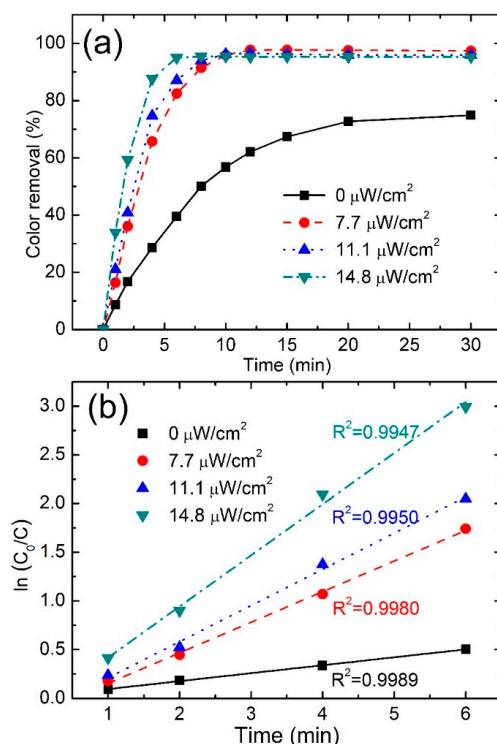 (a)
100
80
60
40
20
0
Color removal (%)
0 μW/cm²
7.7 μW/cm²
11.1 μW/cm²
14.8 μW/cm²
0 5 10 15 20 25 30
Time (min)
(b)
3.0
2.5
2.0
1.5
1.0
0.5
0.0
ln (C₀/C)
0 μW/cm²
7.7 μW/cm²
11.1 μW/cm²
14.8 μW/cm²
R²=0.9947
R²=0.9950
R²=0.9980
R²=0.9989
1 2 3 4 5 6
Time (min)